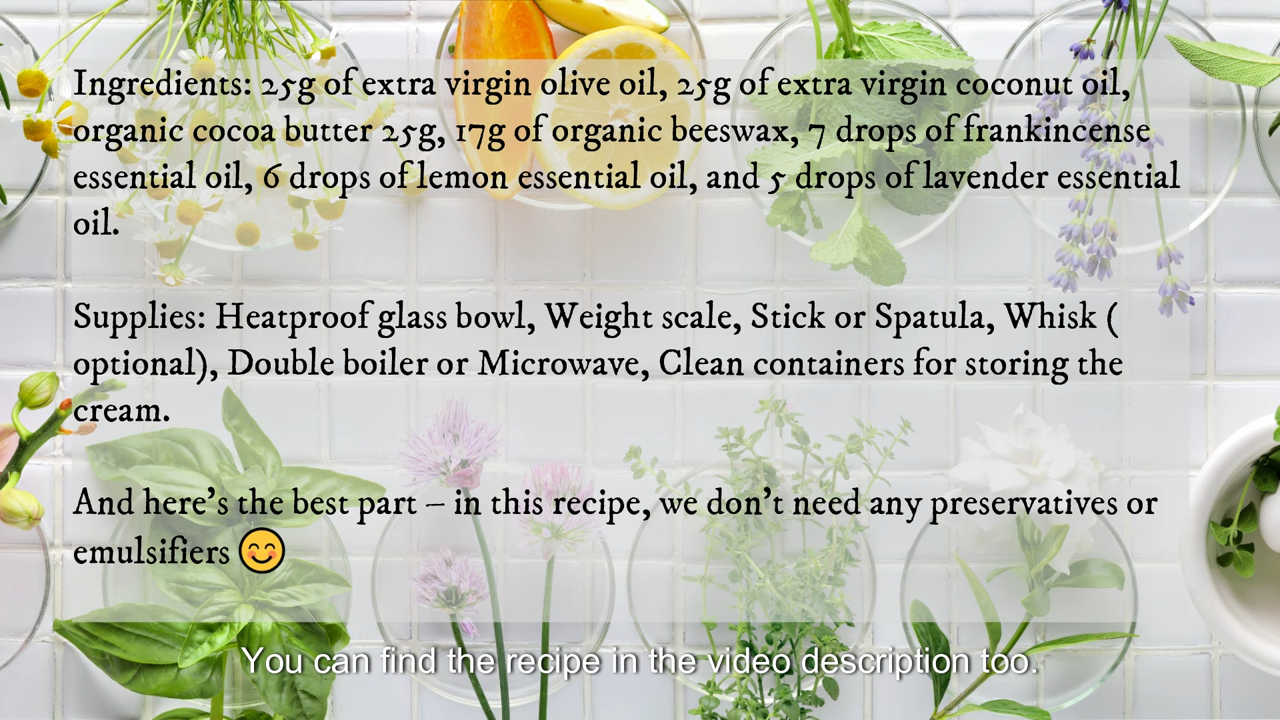 Ingredients: 25g of extra virgin olive oil, 25g of extra virgin coconut oil,
organic cocoa butter 25g, 17g of organic beeswax, 7 drops of frankincense
essential oil, 6 drops of lemon essential oil, and 5 drops of lavender essential
oil.
Supplies: Heatproof glass bowl, Weight scale, Stick or Spatula, Whisk (
optional), Double boiler or Microwave, Clean containers for storing the
cream.
And here's the best part – in this recipe, we don't need any preservatives or
emulsifiers 😊
You can find the recipe in the video description too.